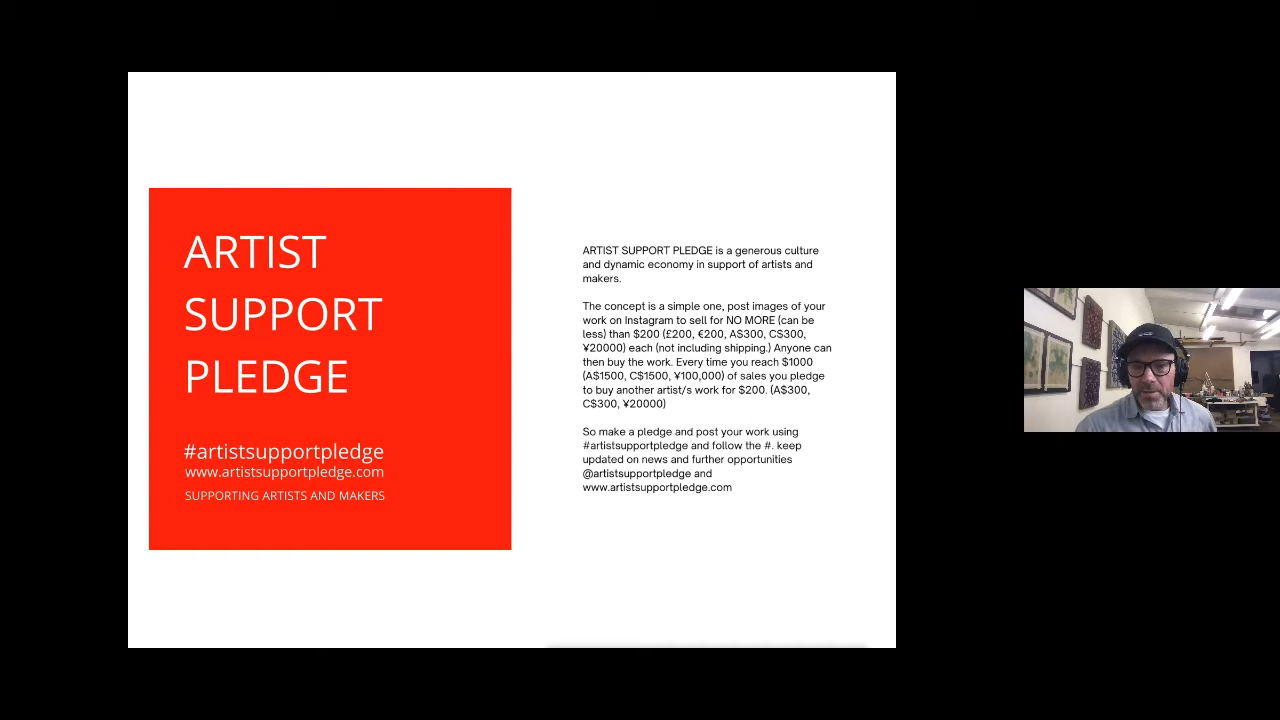 ARTIST
SUPPORT
PLEDGE
#artistsupportpledge
www.artistsupportpledge.com
SUPPORTING ARTISTS AND MAKERS
ARTIST SUPPORT PLEDGE is a generous culture
and dynamic economy in support of artists and
makers.
The concept is a simple one, post images of your
work on Instagram to sell for NO MORE (can be
less) than $200 (£200, €200, A$300, C$300,
¥20000) each (not including shipping.) Anyone can
then buy the work. Every time you reach $1000
(A$1500, C$1500, ¥100,000) of sales you pledge
to buy another artist/s work for $200. (A$300,
C$300, ¥20000)
So make a pledge and post your work using
#artistsupportpledge and follow the #. keep
updated on news and further opportunities
@artistsupportpledge and
www.artistsupportpledge.com